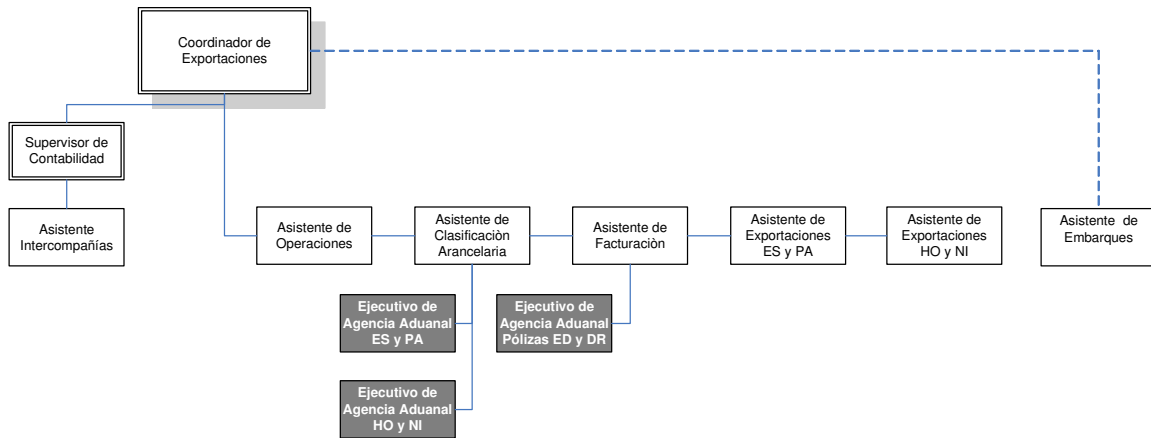 Coordinador de
Exportaciones
Supervisor de
Contabilidad
Asistente
Intercompañías
Asistente de
Operaciones
Asistente de
Clasificaciòn
Arancelaria
Asistente de
Facturaciòn
Asistente de
Exportaciones
ES y PA
Asistente de
Exportaciones
HO y NI
Asistente de
Embarques
Ejecutivo de
Agencia Aduanal
ES y PA
Ejecutivo de
Agencia Aduanal
Pólizas ED y DR
Ejecutivo de
Agencia Aduanal
HO y NI